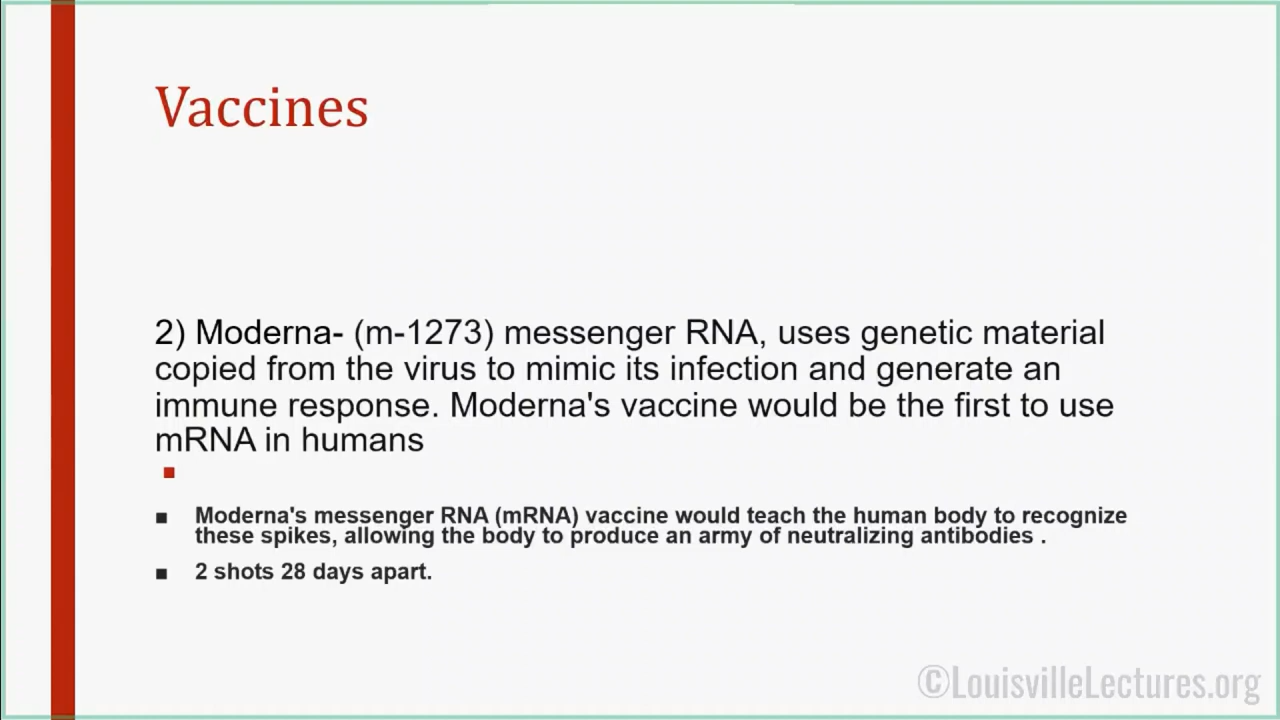 Vaccines
2) Moderna- (m-1273) messenger RNA, uses genetic material
copied from the virus to mimic its infection and generate an
immune response. Moderna's vaccine would be the first to use
mRNA in humans
Moderna's messenger RNA (mRNA) vaccine would teach the human body to recognize
these spikes, allowing the body to produce an army of neutralizing antibodies .
2 shots 28 days apart.
©LouisvilleLectures.org